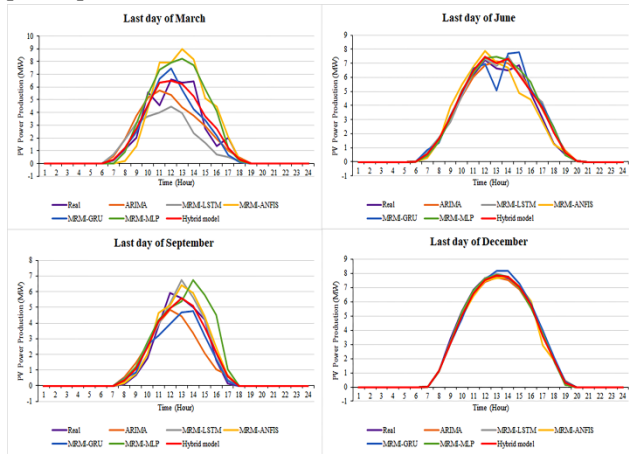 Last day of March
PV Power Production (MW)
10
9
8
7
6
5
4
3
2
1
0
-1
1 2 3 4 5 6 7 8 9 10 11 12 13 14 15 16 17 18 19 20 21 22 23 24
Time (Hour)
Real ARIMA MRMI-LSTM MRMI-ANFIS
MRMI-GRU MRMI-MLP Hybrid model
Last day of June
PV Power Production (MW)
9
8
7
6
5
4
3
2
1
0
-1
1 2 3 4 5 6 7 8 9 10 11 12 13 14 15 16 17 18 19 20 21 22 23 24
Time (Hour)
Real ARIMA MRMI-LSTM MRMI-ANFIS
MRMI-GRU MRMI-MLP Hybrid model
Last day of September
PV Power Production (MW)
8
7
6
5
4
3
2
1
0
-1
1 2 3 4 5 6 7 8 9 10 11 12 13 14 15 16 17 18 19 20 21 22 23 24
Time (Hour)
Real ARIMA MRMI-LSTM MRMI-ANFIS
MRMI-GRU MRMI-MLP Hybrid model
Last day of December
PV Power Production (MW)
9
8
7
6
5
4
3
2
1
0
-1
1 2 3 4 5 6 7 8 9 10 11 12 13 14 15 16 17 18 19 20 21 22 23 24
Time (Hour)
Real ARIMA MRMI-LSTM MRMI-ANFIS
MRMI-GRU MRMI-MLP Hybrid model